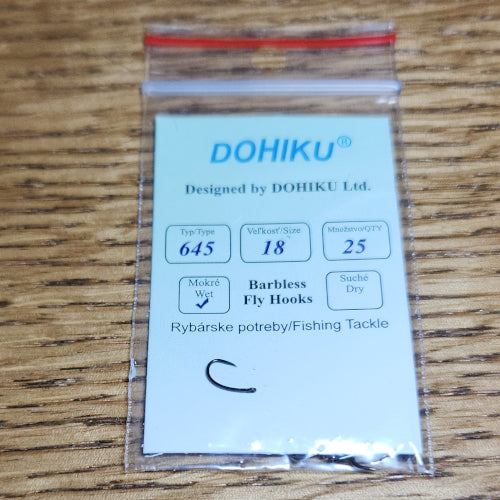 DOHIKU®
Designed by DOHIKU Ltd.
Typ/Type Veľkosť/Size Množstvo/QTY
645 18 25
Mokré Suché
Wet Dry
Barbless
Fly Hooks
Rybárske potreby/Fishing Tackle